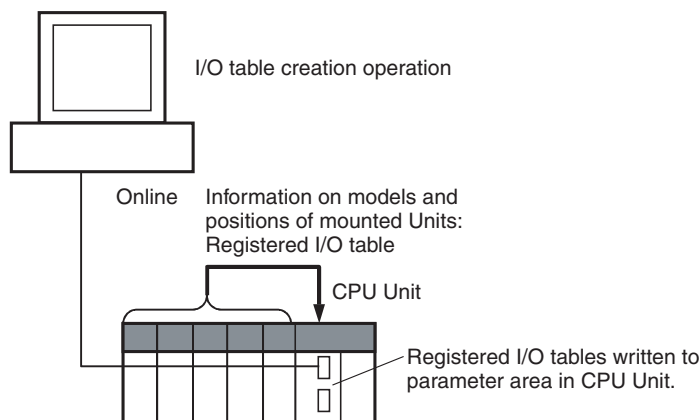 I/O table creation operation
Online
Information on models and
positions of mounted Units:
Registered I/O table
CPU Unit
Registered I/O tables written to
parameter area in CPU Unit.